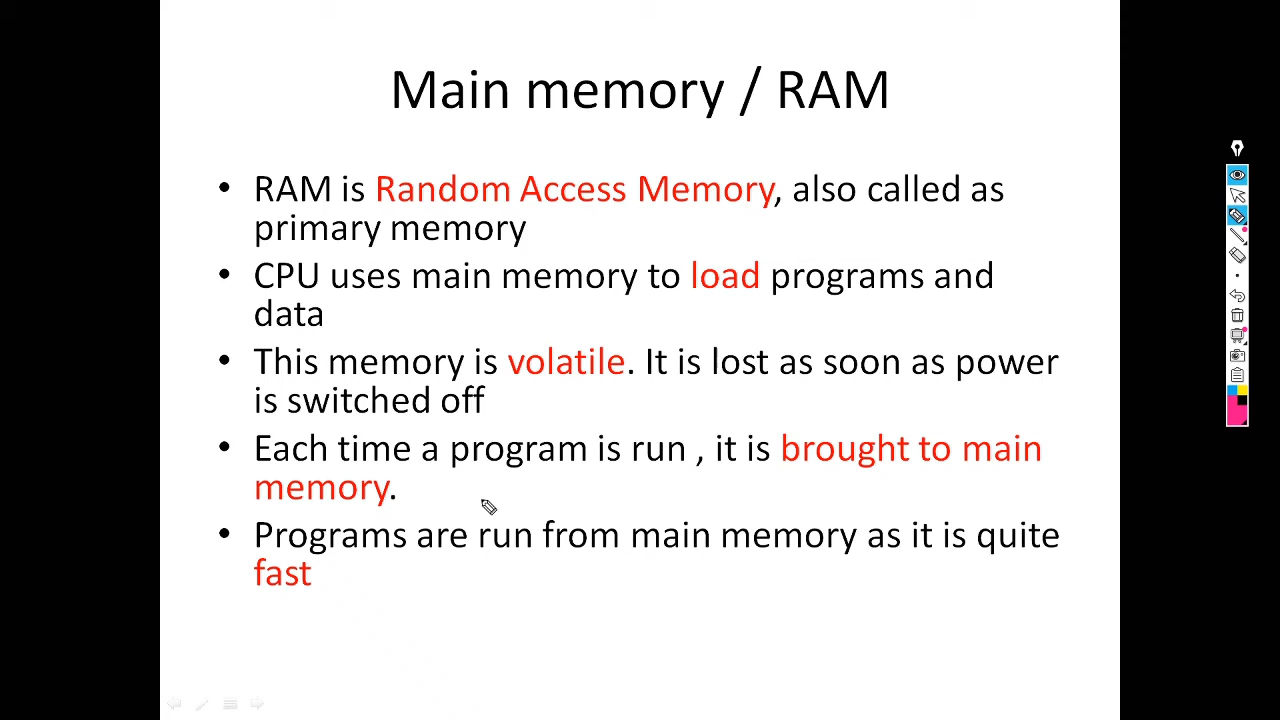 Main memory / RAM
• RAM is Random Access Memory, also called as
primary memory
• CPU uses main memory to load programs and
data
• This memory is volatile. It is lost as soon as power
is switched off
• Each time a program is run , it is brought to main
memory.
• Programs are run from main memory as it is quite
fast